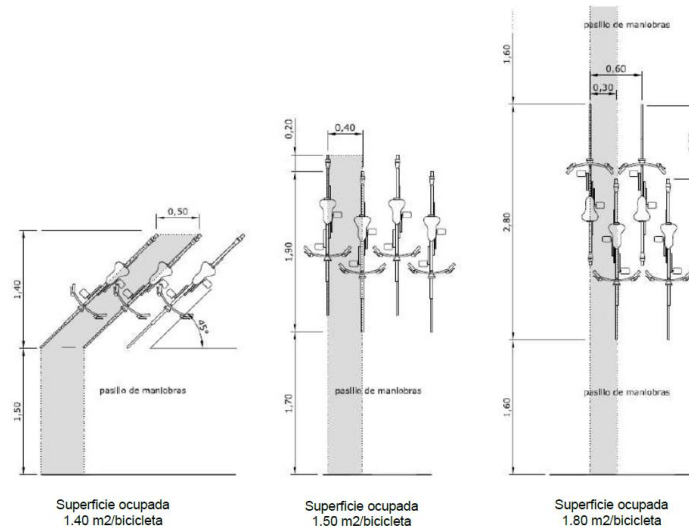 pasillo de maniobras
1,60
0,60
0,30
2,80
1,60
pasillo de maniobras
0,20
0,40
1,90
1,70
pasillo de maniobras
0,50
1,40
45°
1,50
pasillo de maniobras
Superficie ocupada
1.40 m2/bicicleta
Superficie ocupada
1.50 m2/bicicleta
Superficie ocupada
1.80 m2/bicicleta